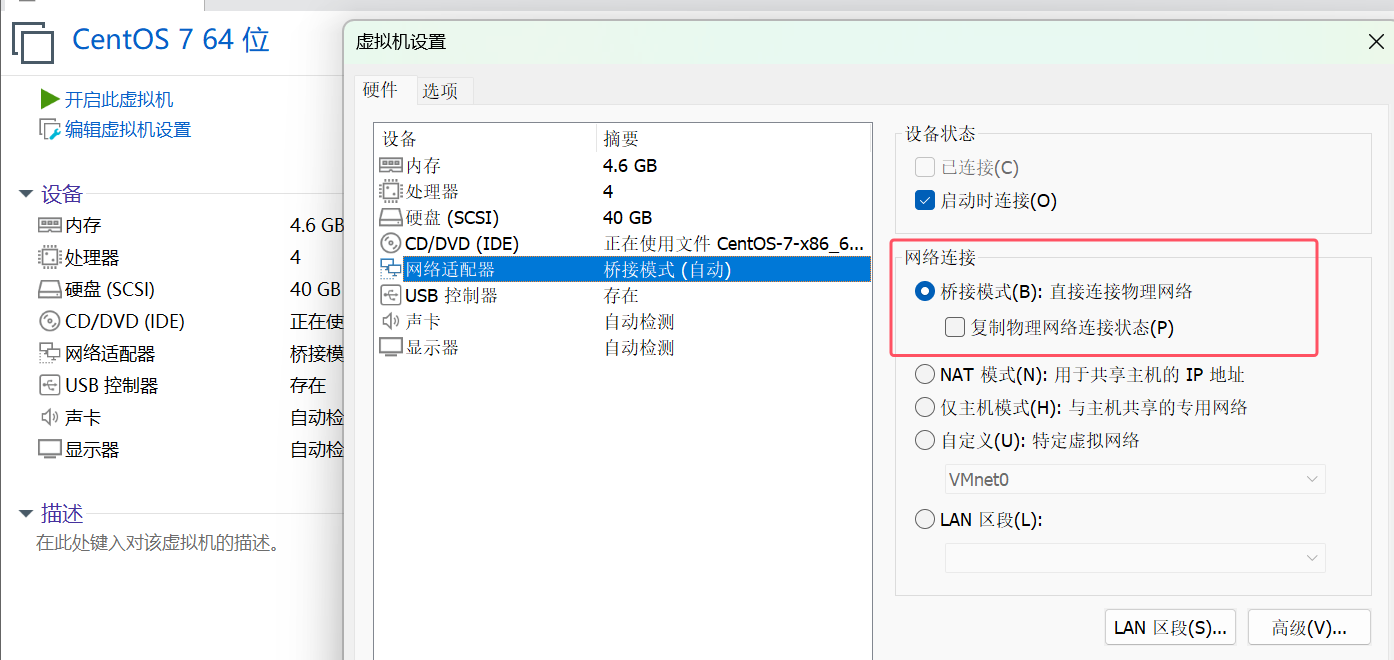 CentOS 7 64 位
开启此虚拟机
编辑虚拟机设置
设备
内存 4.6 GB
处理器 4
硬盘 (SCSI) 40 GB
CD/DVD (IDE) 正在使
网络适配器 桥接模
USB 控制器 存在
声卡 自动检
显示器 自动检
描述
在此处键入对该虚拟机的描述。
虚拟机设置
硬件 选项
设备 摘要
内存 4.6 GB
处理器 4
硬盘 (SCSI) 40 GB
CD/DVD (IDE) 正在使用文件 CentOS-7-x86_6...
网络适配器 桥接模式 (自动)
USB 控制器 存在
声卡 自动检测
显示器 自动检测
设备状态
已连接(C)
启动时连接(O)
网络连接
桥接模式(B): 直接连接物理网络
复制物理网络连接状态(P)
NAT 模式(N): 用于共享主机的 IP 地址
仅主机模式(H): 与主机共享的专用网络
自定义(U): 特定虚拟网络
VMnet0
LAN 区段(L):
LAN 区段(S)... 高级(V)...